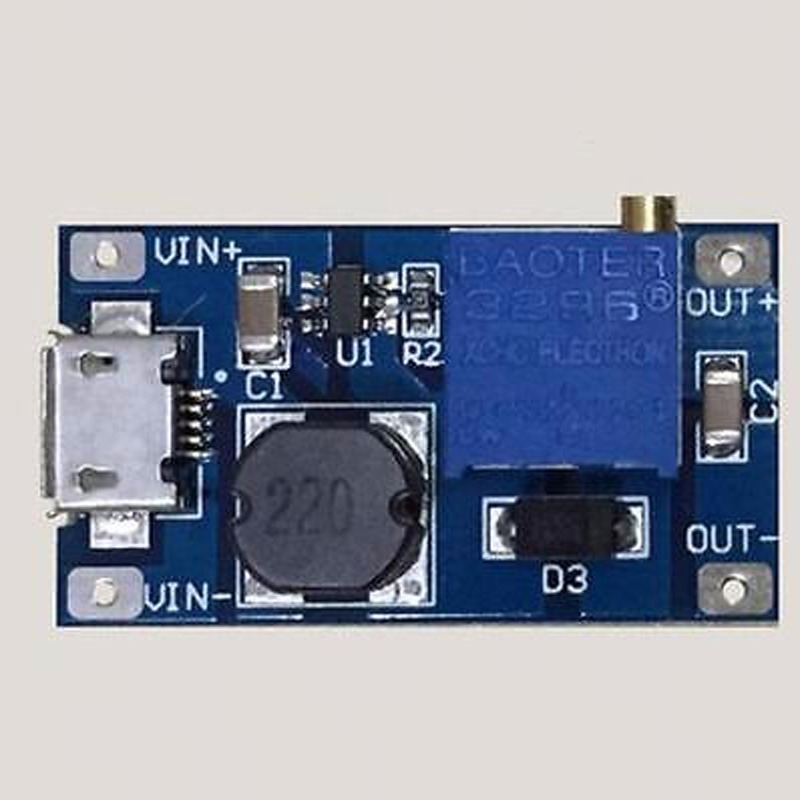 VIN+
C1
U1
R2
BAOTER
3296®
OUT+
C2
220
D3
OUT-
VIN-